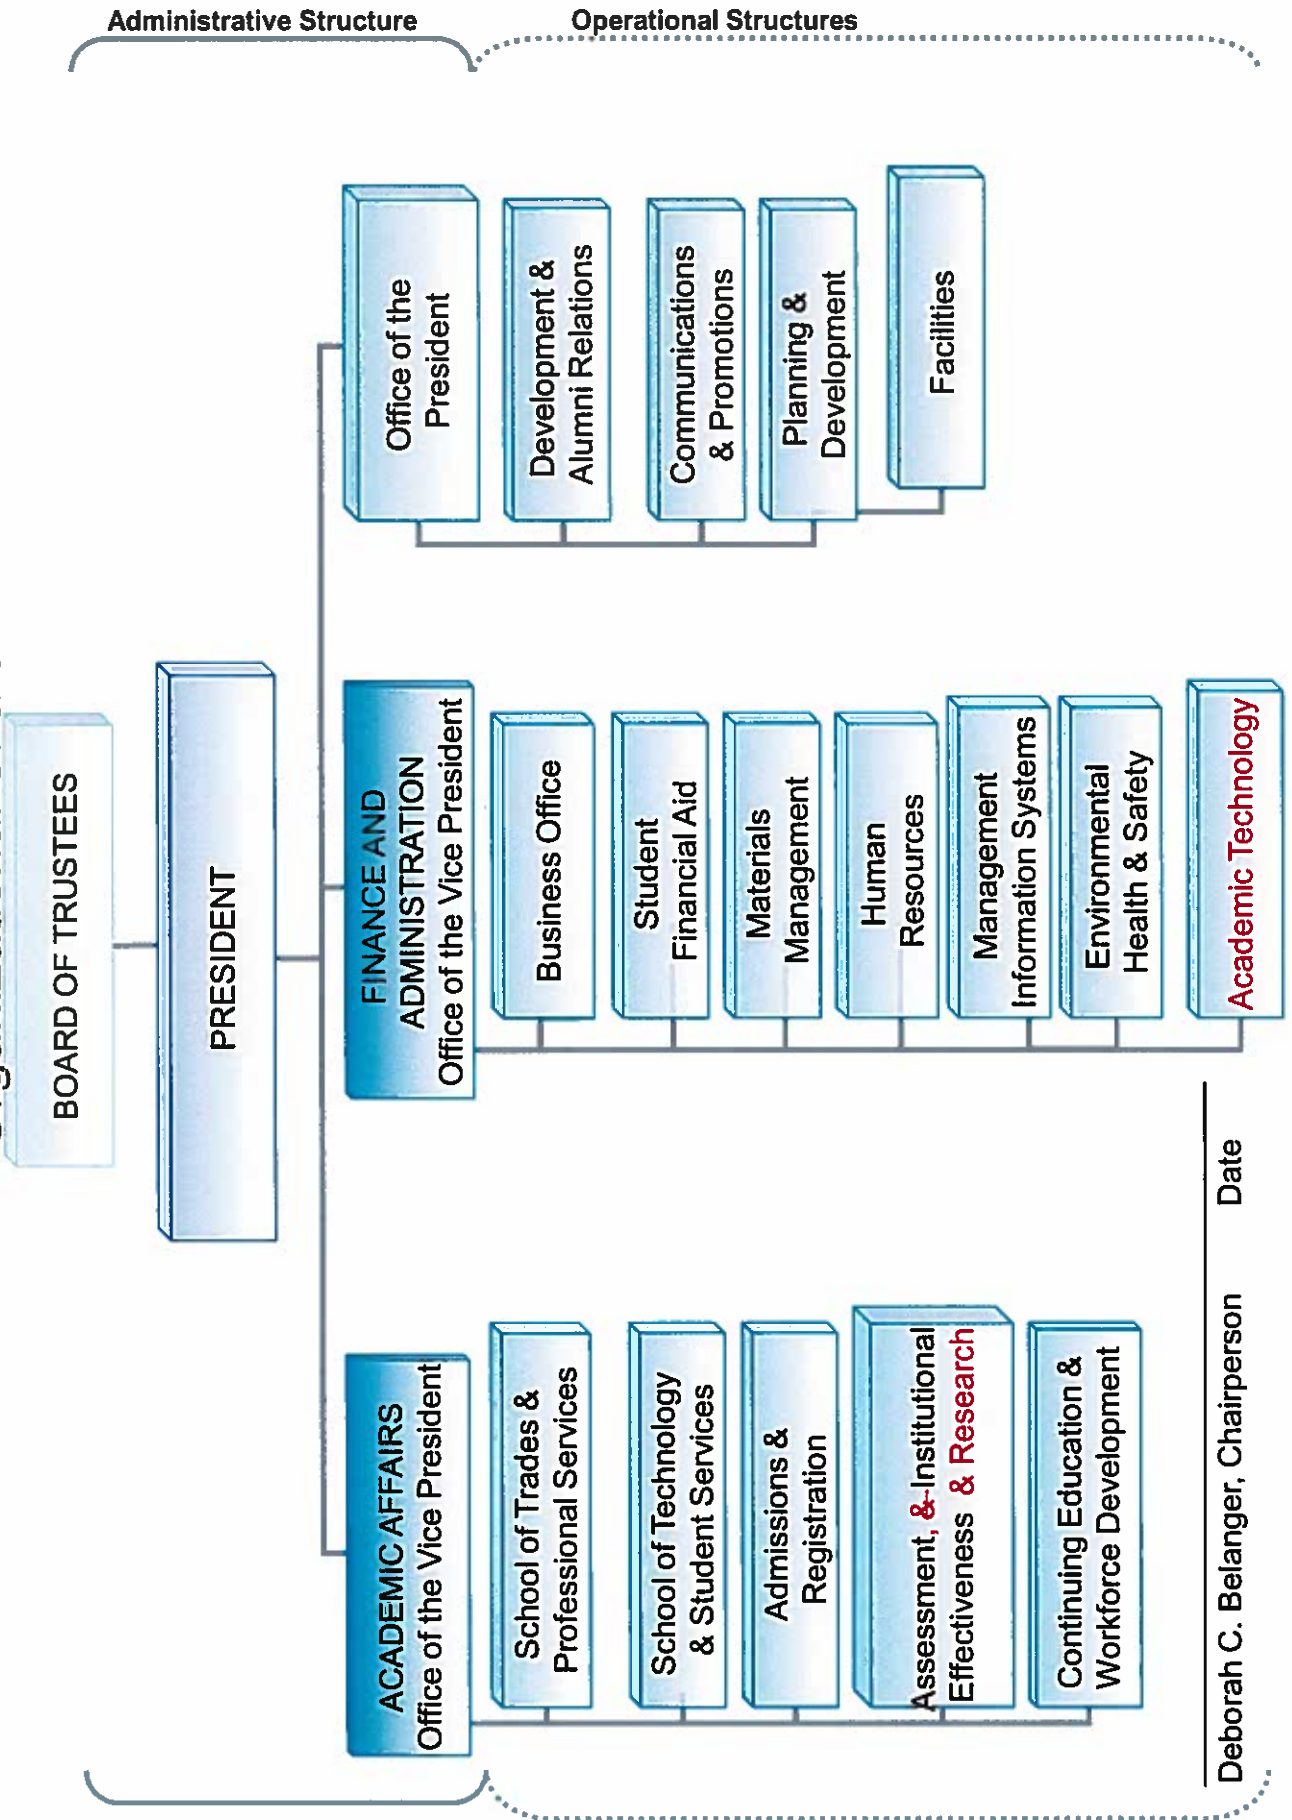 Administrative Structure
Operational Structures
BOARD OF TRUSTEES
PRESIDENT
ACADEMIC AFFAIRS
Office of the Vice President
School of Trades &
Professional Services
School of Technology
& Student Services
Admissions &
Registration
Assessment, & Institutional
Effectiveness & Research
Continuing Education &
Workforce Development
FINANCE AND
ADMINISTRATION
Office of the Vice President
Business Office
Student
Financial Aid
Materials
Management
Human
Resources
Management
Information Systems
Environmental
Health & Safety
Academic Technology
Office of the
President
Development &
Alumni Relations
Communications
& Promotions
Planning &
Development
Facilities
Deborah C. Belanger, Chairperson Date